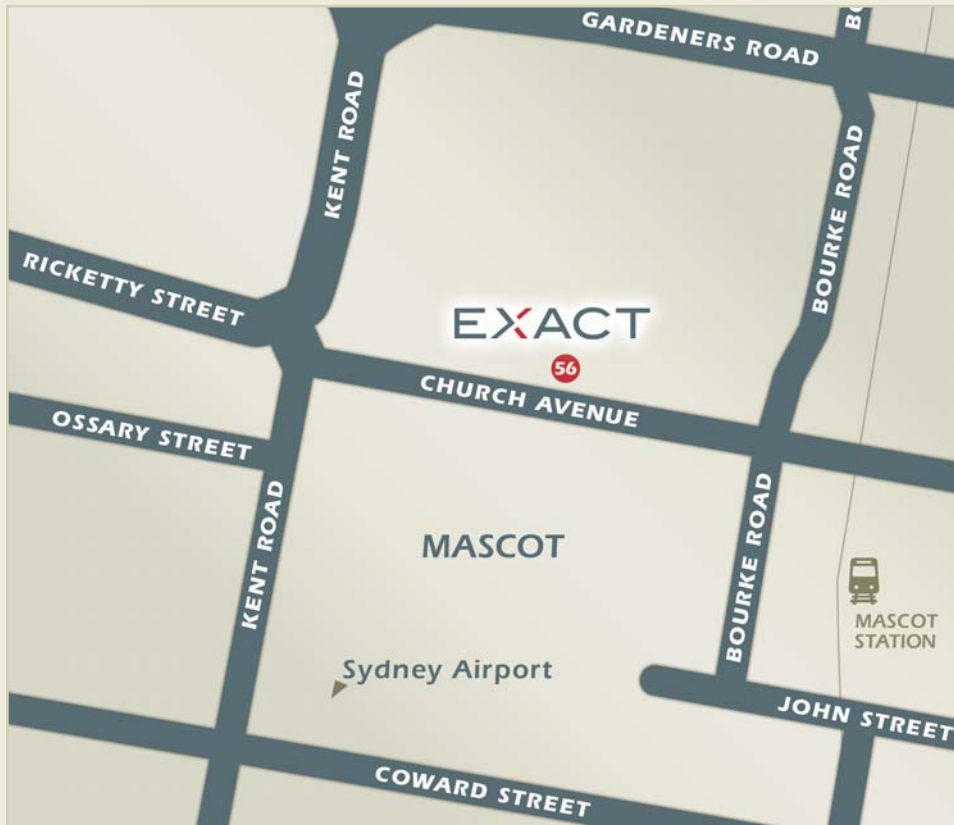 GARDENERS ROAD
BO
KENT ROAD
BOURKE ROAD
RICKETTY STREET
EXACT
56
CHURCH AVENUE
OSSARY STREET
KENT ROAD
BOURKE ROAD
MASCOT
MASCOT
STATION
Sydney Airport
JOHN STREET
COWARD STREET